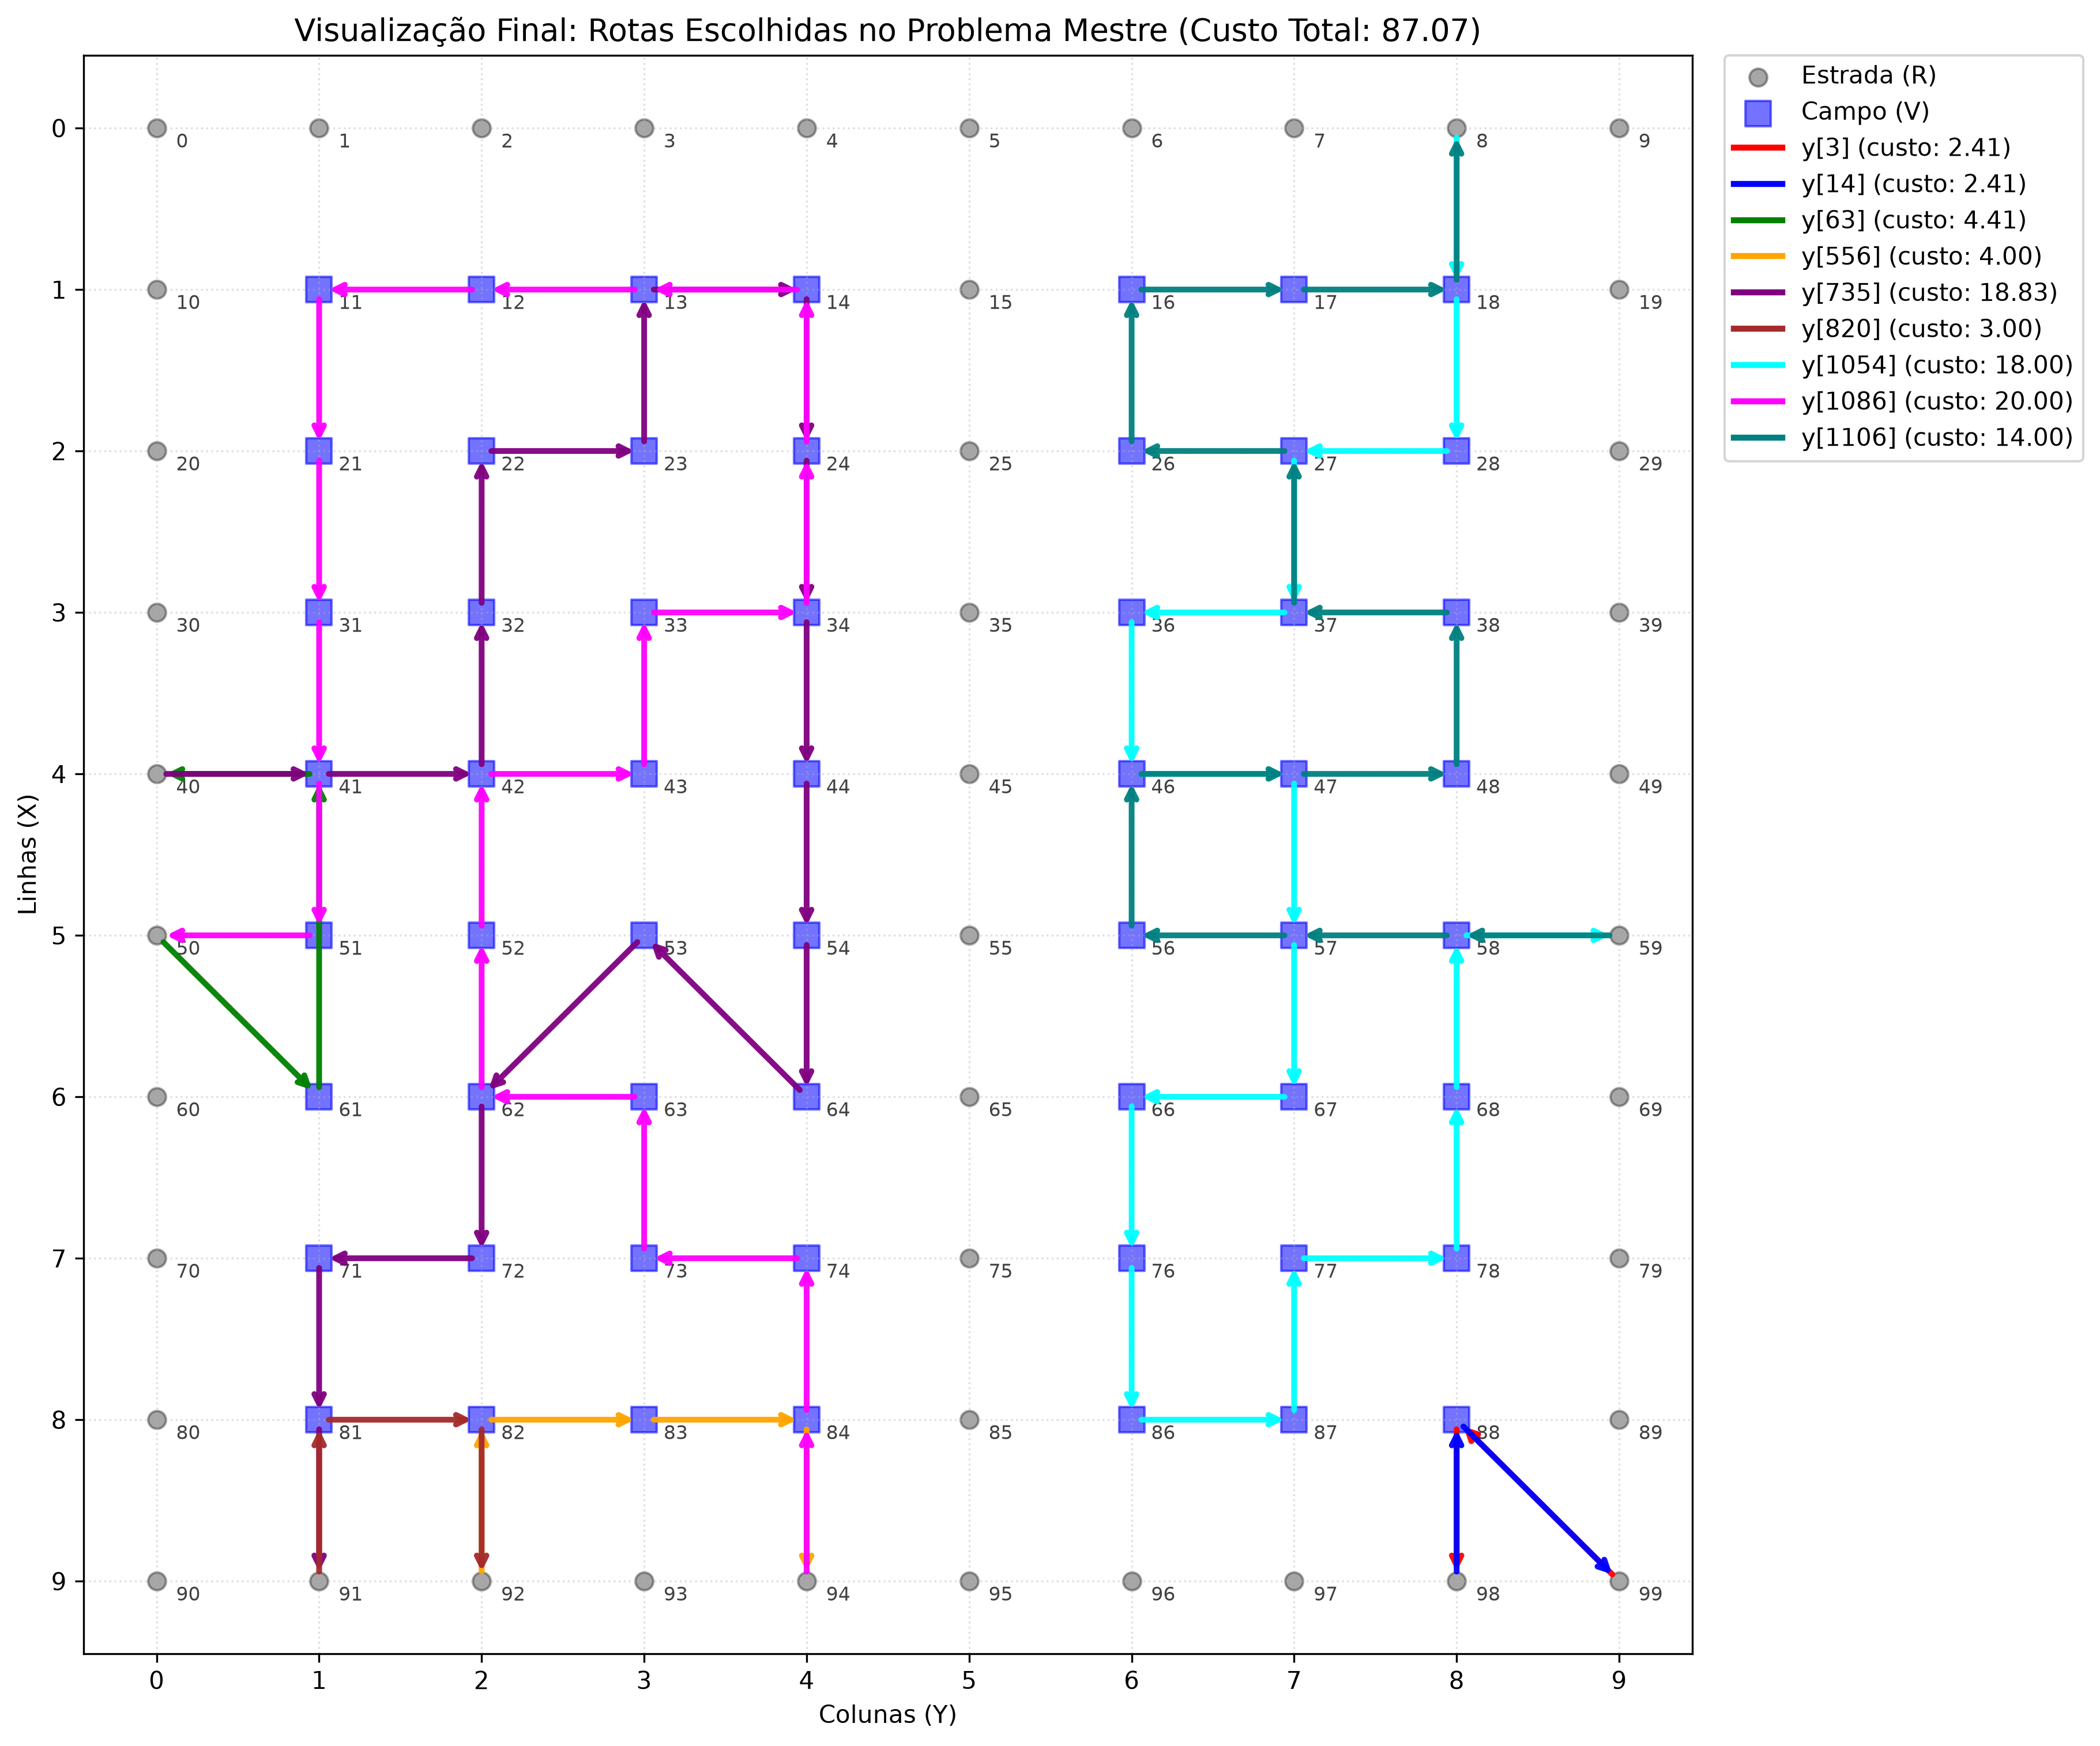 Visualização Final: Rotas Escolhidas no Problema Mestre (Custo Total: 87.07)
Estrada (R)
Campo (V)
y[3] (custo: 2.41)
y[14] (custo: 2.41)
y[63] (custo: 4.41)
y[556] (custo: 4.00)
y[735] (custo: 18.83)
y[820] (custo: 3.00)
y[1054] (custo: 18.00)
y[1086] (custo: 20.00)
y[1106] (custo: 14.00)
Linhas (X)
0
0 1 2 3 4 5 6 7 8 9
1
10 11 12 13 14 15 16 17 18 19
2
20 21 22 23 24 25 26 27 28 29
3
30 31 32 33 34 35 36 37 38 39
4
40 41 42 43 44 45 46 47 48 49
5
50 51 52 53 54 55 56 57 58 59
6
60 61 62 63 64 65 66 67 68 69
7
70 71 72 73 74 75 76 77 78 79
8
80 81 82 83 84 85 86 87 88 89
9
90 91 92 93 94 95 96 97 98 99
0 1 2 3 4 5 6 7 8 9
Colunas (Y)